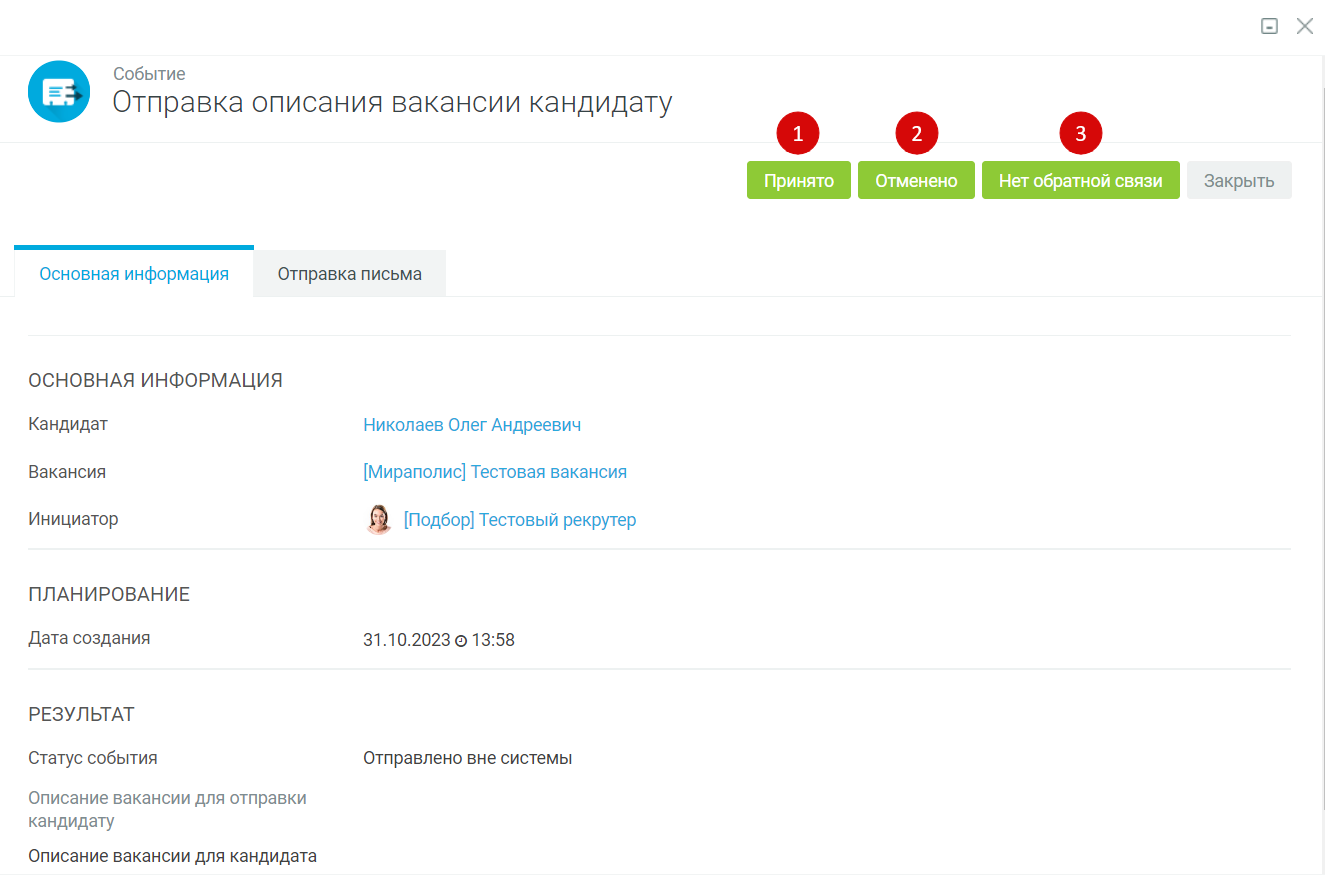 Событие
Отправка описания вакансии кандидату
1 2 3
Принято Отменено Нет обратной связи Закрыть
Основная информация Отправка письма
ОСНОВНАЯ ИНФОРМАЦИЯ
Кандидат Николаев Олег Андреевич
Вакансия [Мираполис] Тестовая вакансия
Инициатор [Подбор] Тестовый рекрутер
ПЛАНИРОВАНИЕ
Дата создания 31.10.2023 13:58
РЕЗУЛЬТАТ
Статус события Отправлено вне системы
Описание вакансии для отправки
кандидату
Описание вакансии для кандидата